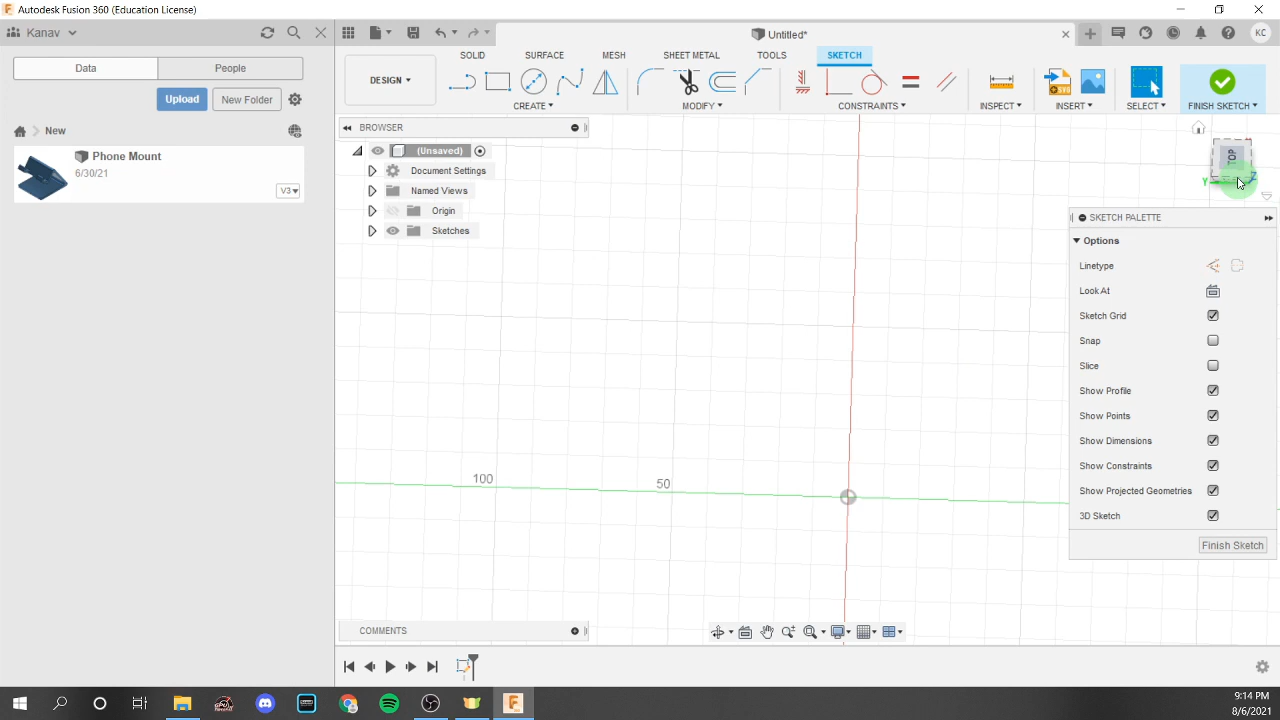 Autodesk Fusion 360 (Education License)
Kanav
Untitled*
KC
Data
People
Upload
New Folder
New
Phone Mount
6/30/21
V3
DESIGN
SOLID
SURFACE
MESH
SHEET METAL
TOOLS
SKETCH
CREATE
MODIFY
CONSTRAINTS
INSPECT
INSERT
SELECT
FINISH SKETCH
BROWSER
(Unsaved)
Document Settings
Named Views
Origin
Sketches
TOP
Y
Z
100
50
SKETCH PALETTE
Options
Linetype
Look At
Sketch Grid
Snap
Slice
Show Profile
Show Points
Show Dimensions
Show Constraints
Show Projected Geometries
3D Sketch
Finish Sketch
COMMENTS
9:14 PM
8/6/2021